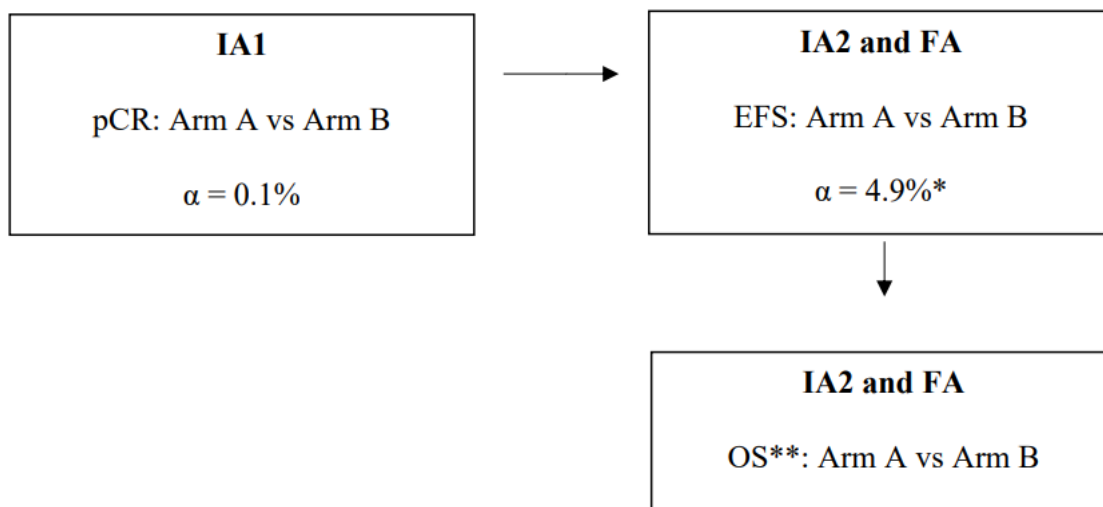 IA1
pCR: Arm A vs Arm B
α = 0.1%
IA2 and FA
EFS: Arm A vs Arm B
α = 4.9%*
IA2 and FA
OS**: Arm A vs Arm B